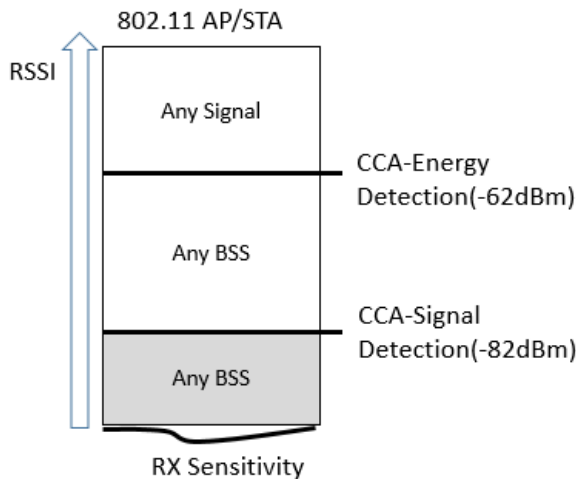 802.11 AP/STA
RSSI
Any Signal
CCA-Energy
Detection(-62dBm)
Any BSS
CCA-Signal
Detection(-82dBm)
Any BSS
RX Sensitivity